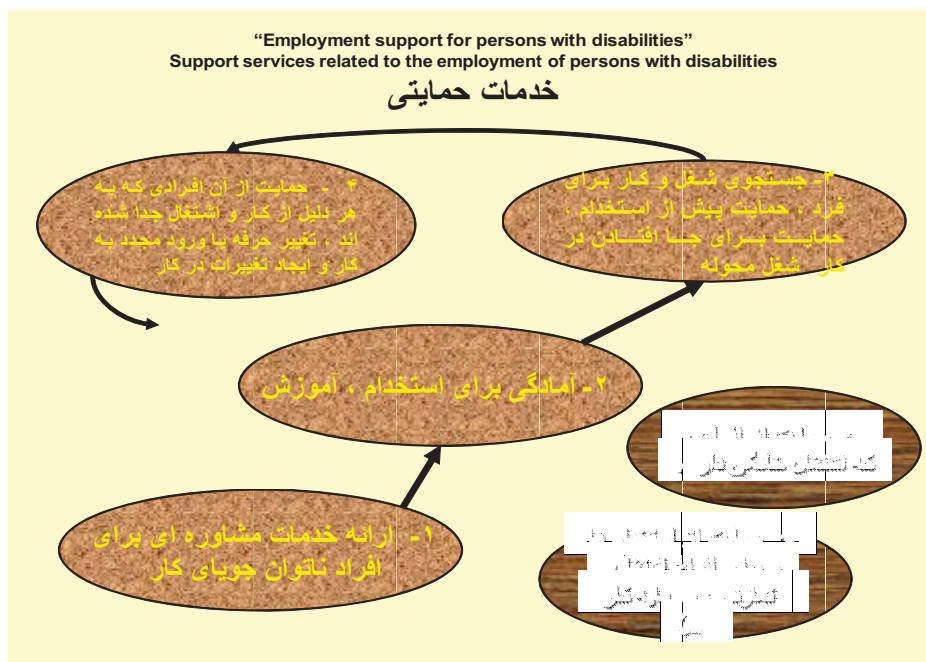 “Employment support for persons with disabilities”
Support services related to the employment of persons with disabilities
خدمات حمایتی
۳- جستجوی شغل و کار برای
فرد ، حمایت پیش از استخدام ،
حمایت برای جا افتادن در
کار شغل محوله
۴ - حمایت از آن افرادی که به
هر دلیل از کار و اشتغال جدا شده
اند ، تغییر حرفه یا ورود مجدد به
کار و ایجاد تغییرات در کار
۲- آمادگی برای استخدام ، آموزش
۱- ارائه خدمات مشاوره ای برای
افراد ناتوان جویای کار